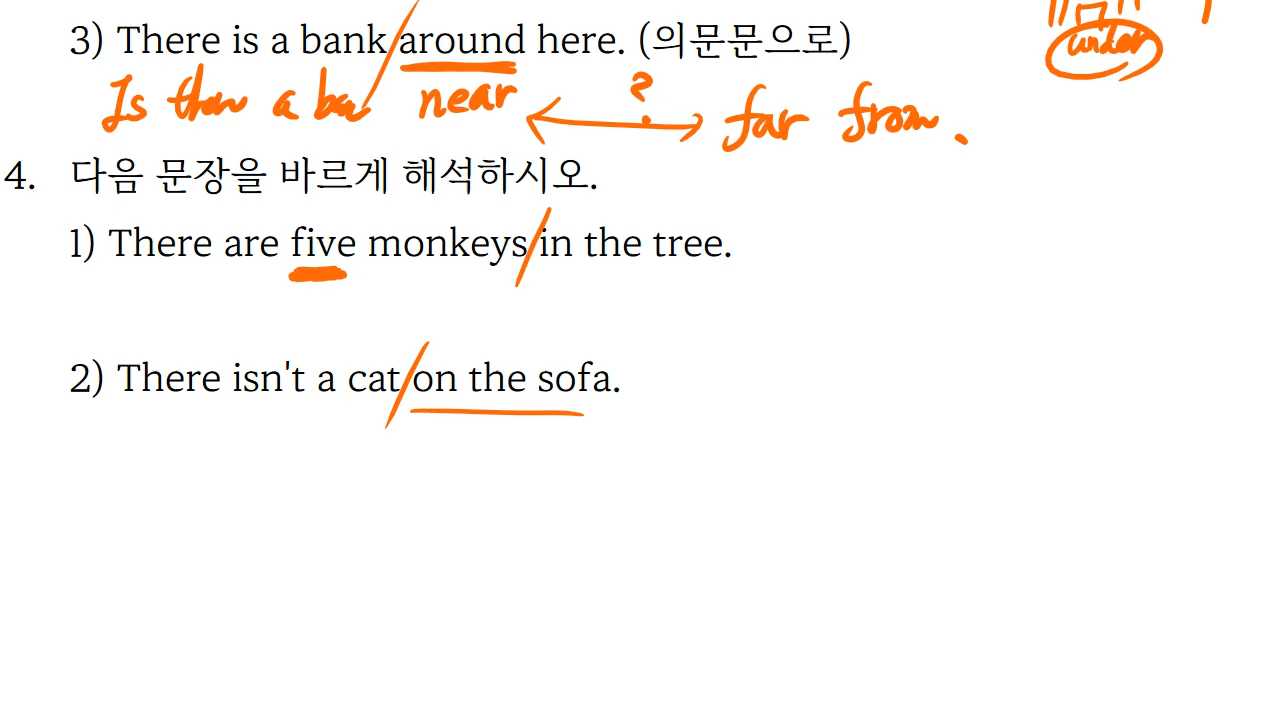 3) There is a bank around here. (의문문으로)
under
Is there a ban near ? far from.
4. 다음 문장을 바르게 해석하시오.
1) There are five monkeys in the tree.
2) There isn't a cat on the sofa.